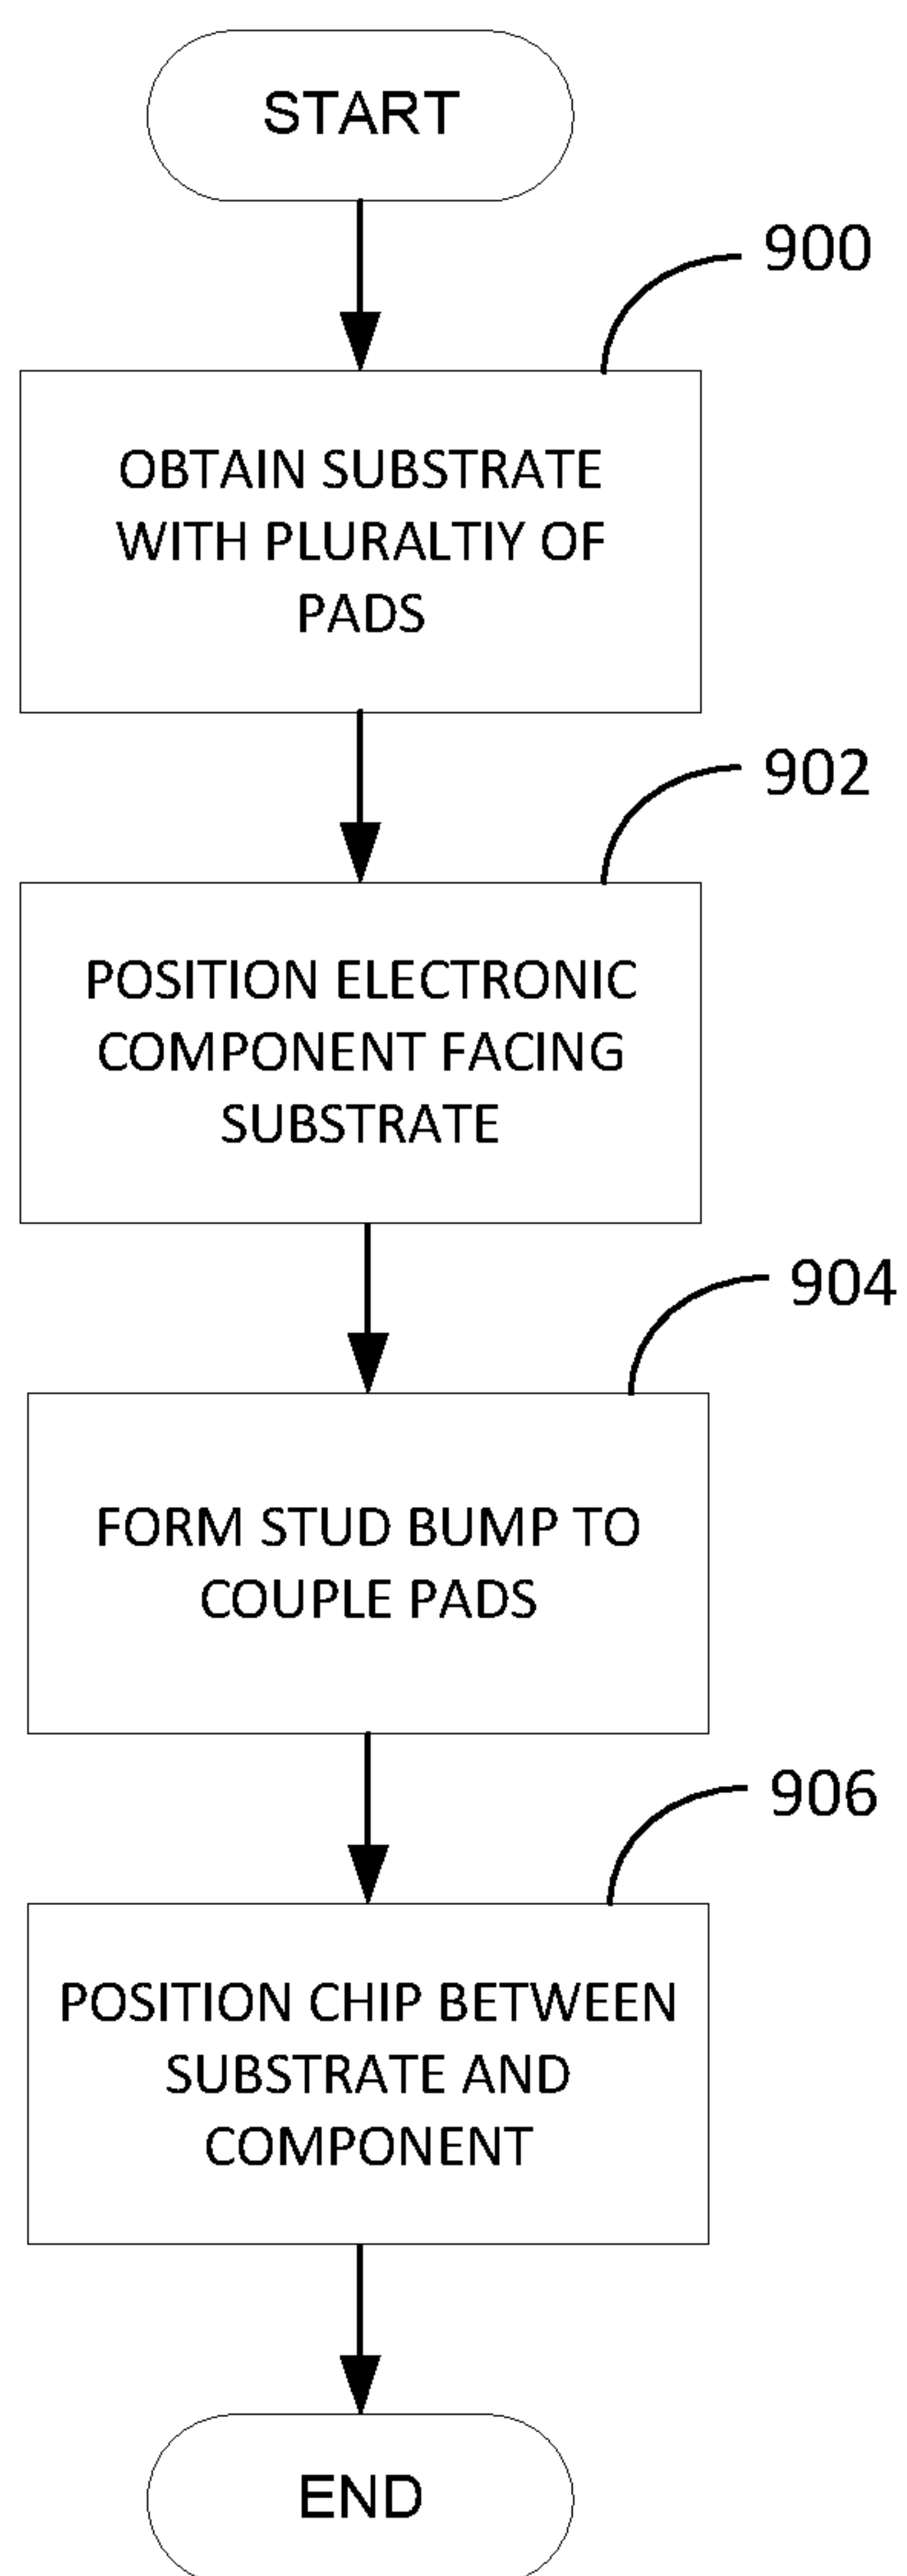 START
900
OBTAIN SUBSTRATE
WITH PLURALTIY OF
PADS
902
POSITION ELECTRONIC
COMPONENT FACING
SUBSTRATE
904
FORM STUD BUMP TO
COUPLE PADS
906
POSITION CHIP BETWEEN
SUBSTRATE AND
COMPONENT
END